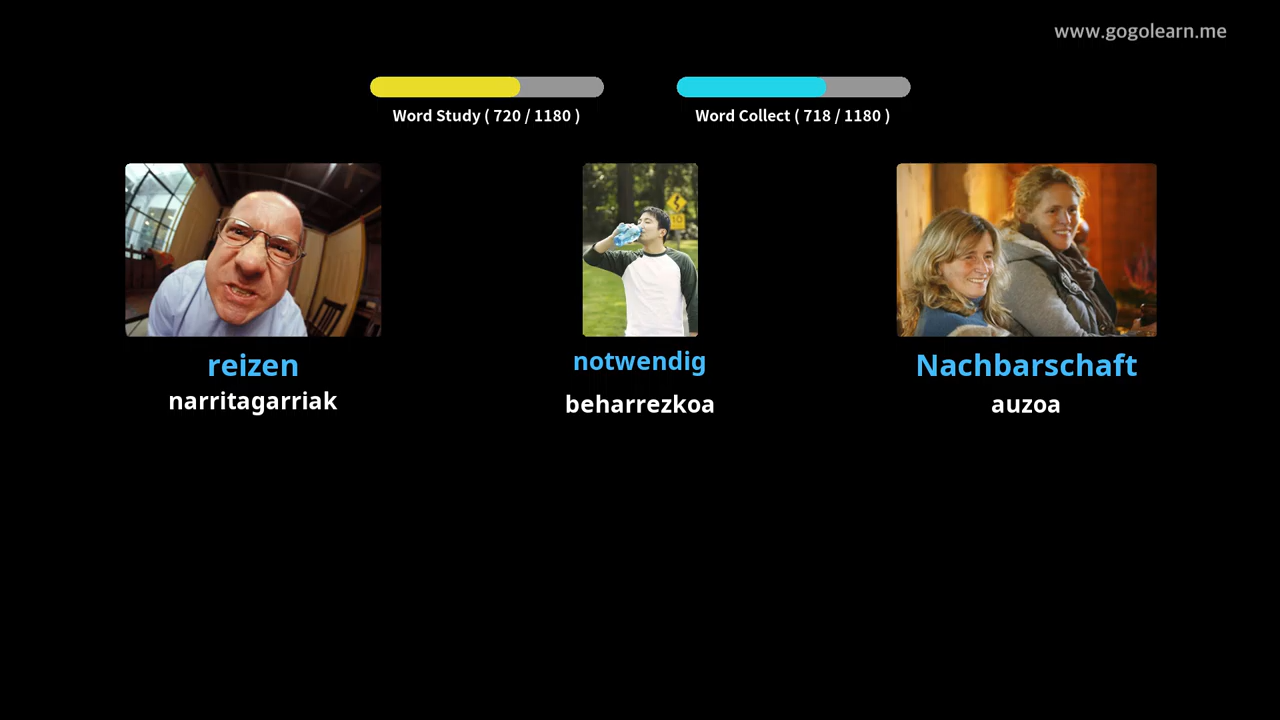 www.gogolearn.me
Word Study ( 720 / 1180 )
Word Collect ( 718 / 1180 )
reizen
narritagarriak
notwendig
beharrezkoa
Nachbarschaft
auzoa